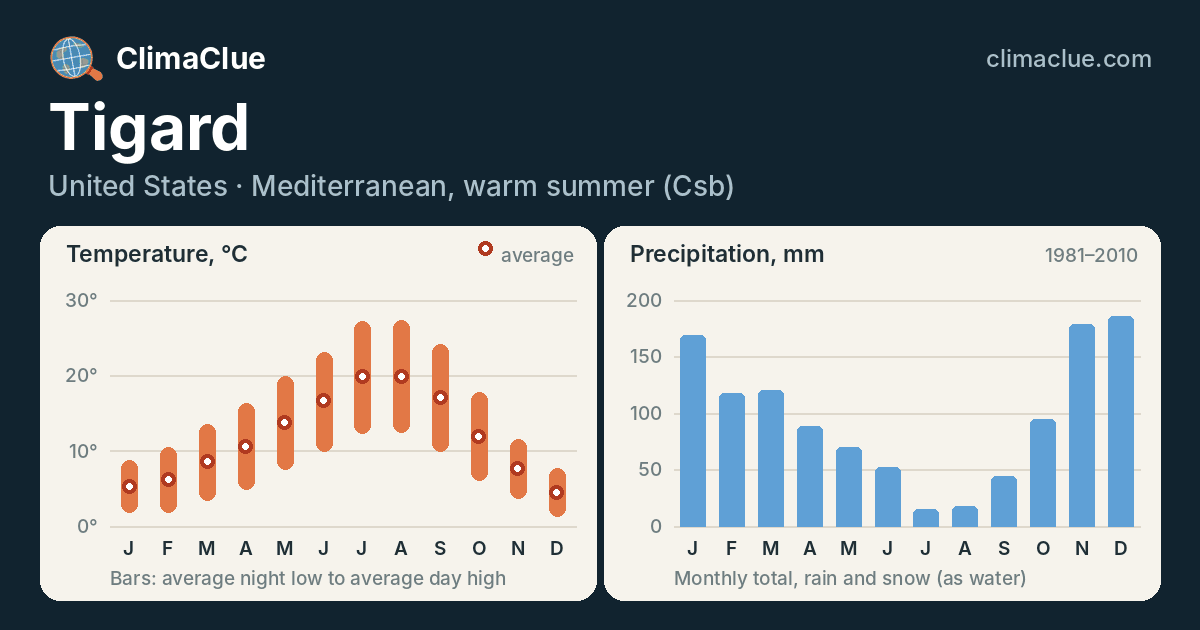 ClimaClue
climaclue.com
Tigard
United States · Mediterranean, warm summer (Csb)
Temperature, °C
average
30°
20°
10°
0°
J F M A M J J A S O N D
Bars: average night low to average day high
Precipitation, mm
1981–2010
200
150
100
50
0
J F M A M J J A S O N D
Monthly total, rain and snow (as water)